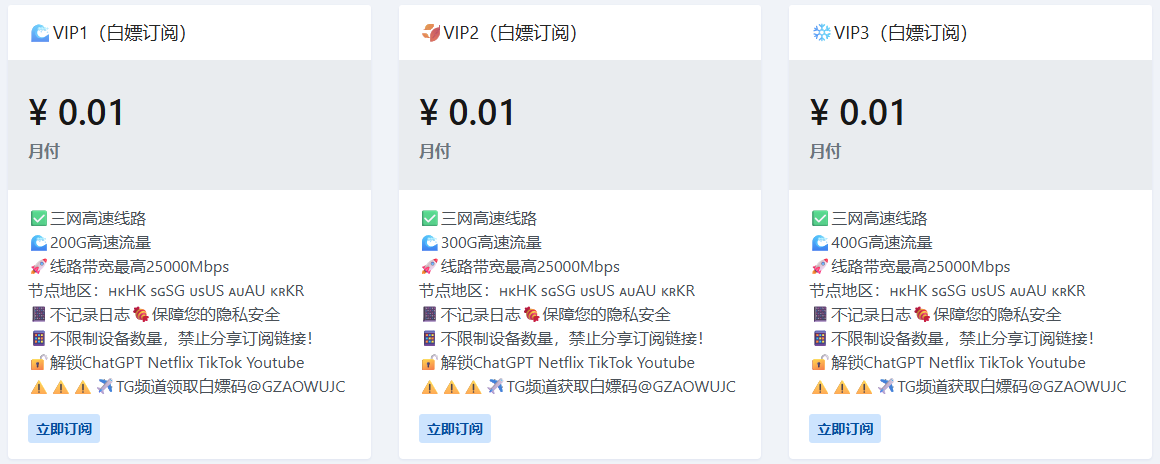 🌊VIP1（白嫖订阅）
¥ 0.01
月付
✅三网高速线路
🌊200G高速流量
🚀线路带宽最高25000Mbps
节点地区：ʜᴋHK sɢSG ᴜsUS ᴀᴜAU ᴋʀKR
不记录日志保障您的隐私安全
不限制设备数量，禁止分享订阅链接！
🔓解锁ChatGPT Netflix TikTok Youtube
⚠️⚠️⚠️✈️TG频道领取白嫖码@GZAOWUJC
立即订阅
🍂VIP2（白嫖订阅）
¥ 0.01
月付
✅三网高速线路
🌊300G高速流量
🚀线路带宽最高25000Mbps
节点地区：ʜᴋHK sɢSG ᴜsUS ᴀᴜAU ᴋʀKR
不记录日志保障您的隐私安全
不限制设备数量，禁止分享订阅链接！
🔓解锁ChatGPT Netflix TikTok Youtube
⚠️⚠️⚠️✈️TG频道获取白嫖码@GZAOWUJC
立即订阅
❄️VIP3（白嫖订阅）
¥ 0.01
月付
✅三网高速线路
🌊400G高速流量
🚀线路带宽最高25000Mbps
节点地区：ʜᴋHK sɢSG ᴜsUS ᴀᴜAU ᴋʀKR
不记录日志保障您的隐私安全
不限制设备数量，禁止分享订阅链接！
🔓解锁ChatGPT Netflix TikTok Youtube
⚠️⚠️⚠️✈️TG频道获取白嫖码@GZAOWUJC
立即订阅